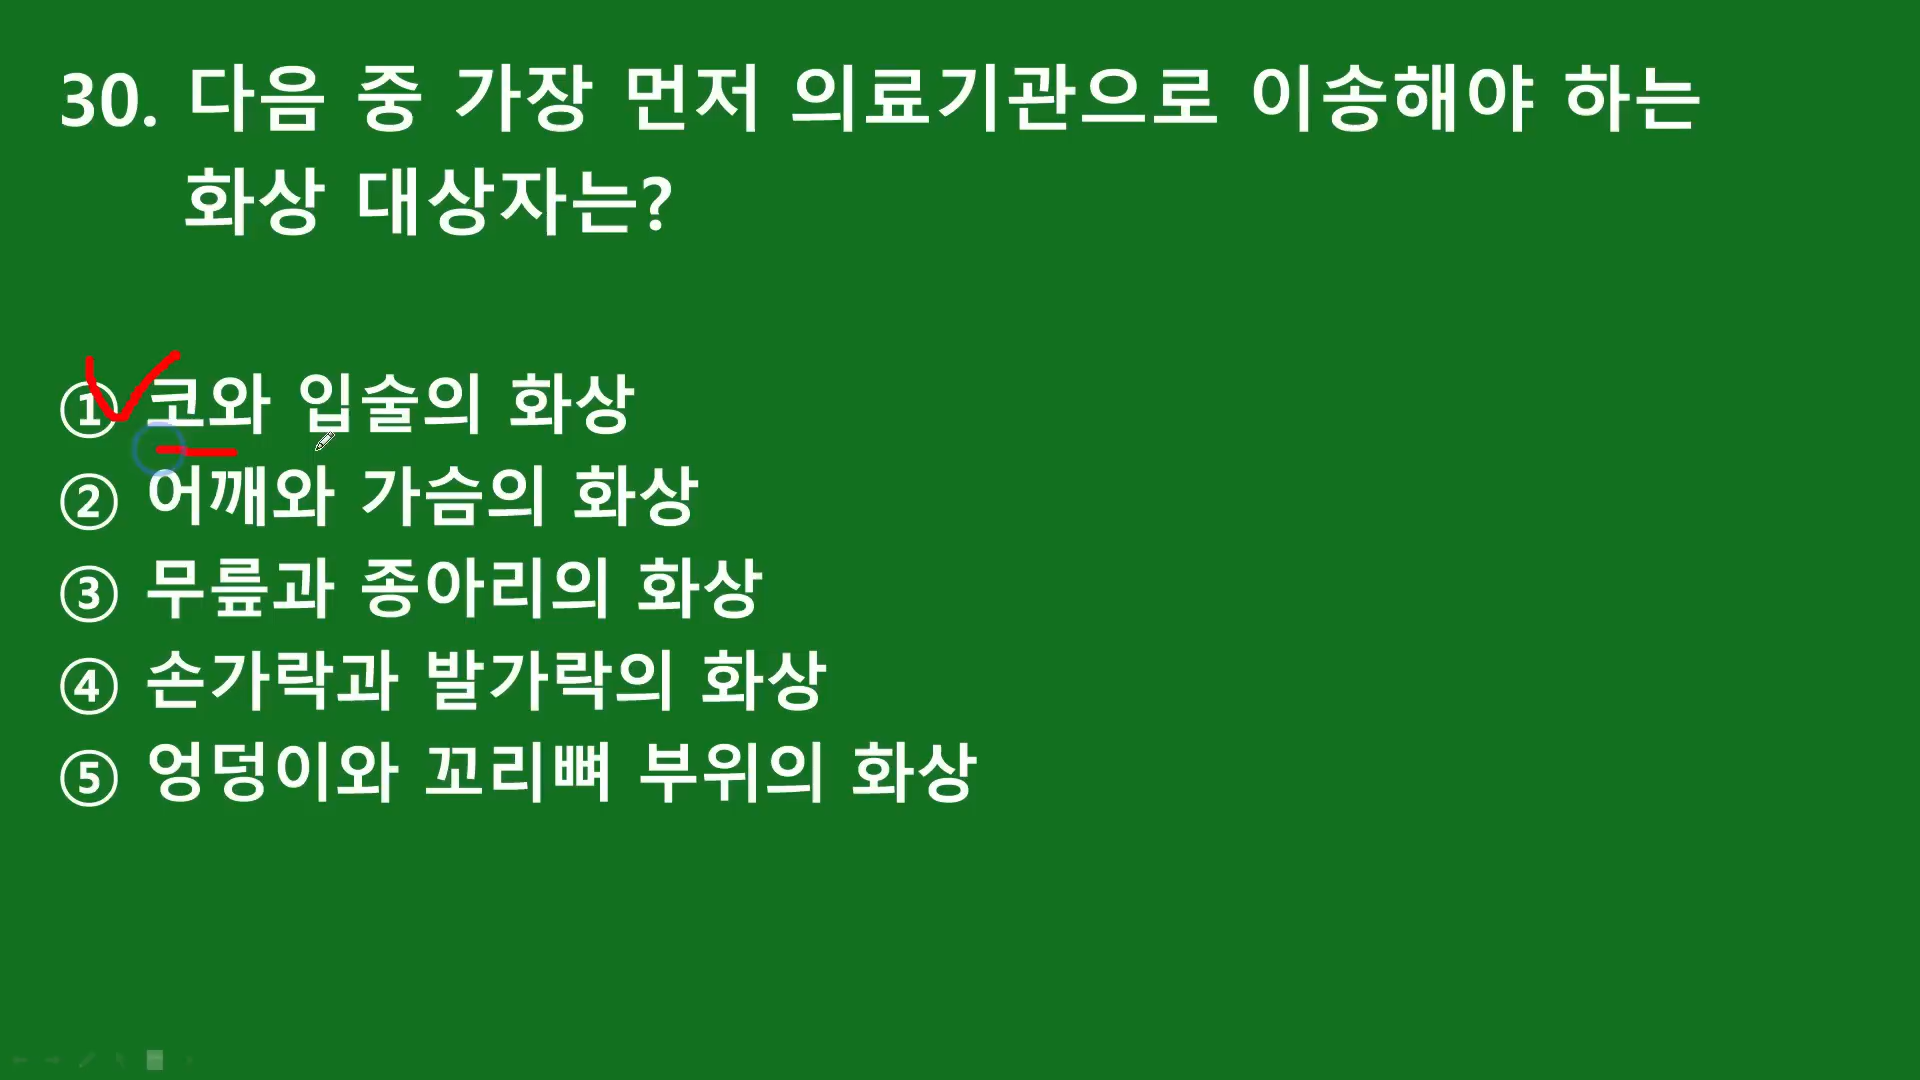 30. 다음 중 가장 먼저 의료기관으로 이송해야 하는
화상 대상자는?
① 코와 입술의 화상
② 어깨와 가슴의 화상
③ 무릎과 종아리의 화상
④ 손가락과 발가락의 화상
⑤ 엉덩이와 꼬리뼈 부위의 화상